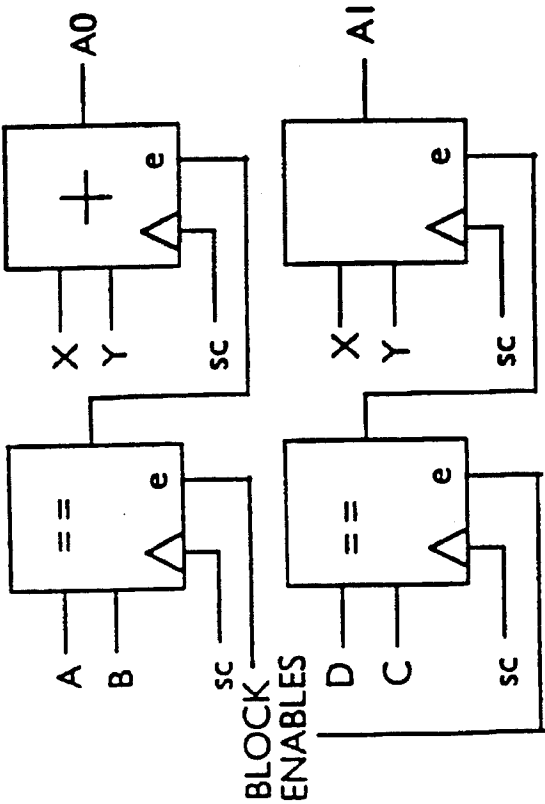 A
B
sc
==
e
X
Y
sc
+
e
A0
BLOCK
ENABLES
D
C
sc
==
e
X
Y
sc
e
A1